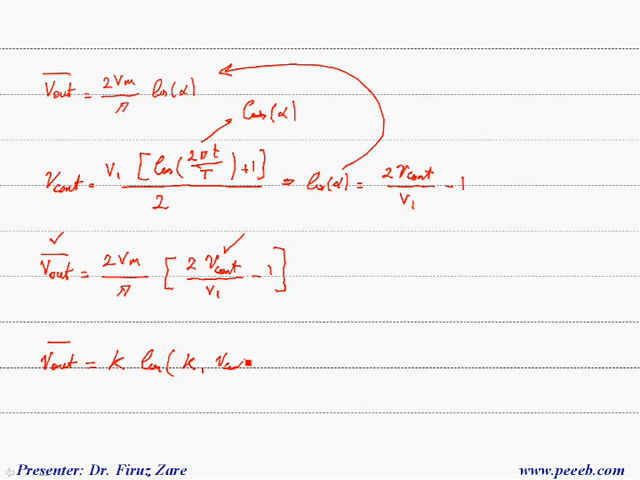 V̅out = 2Vm/π Cos(α)
Cos(α)
Vcont = V1 [Cos(2πt/T)+1] / 2 ⇒ Cos(α) = 2Vcont/V1 - 1
✓ ✓
V̅out = 2Vm/π [2Vcont/V1 - 1]
V̅out = K Cos(K1 Vco
Presenter: Dr. Firuz Zare
www.peeeb.com